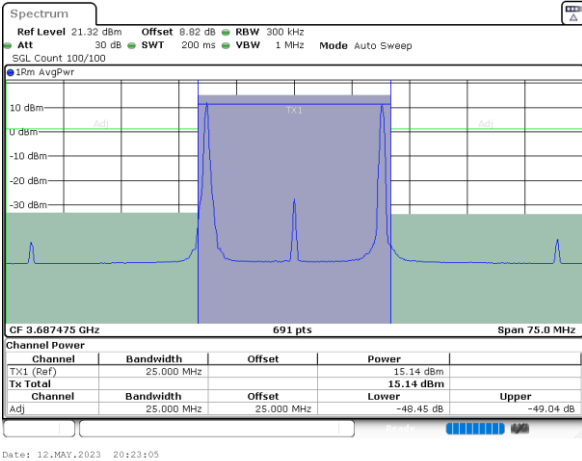 Spectrum
Ref Level 21.32 dBm Offset 8.82 dB RBW 300 kHz
Att 30 dB SWT 200 ms VBW 1 MHz Mode Auto Sweep
SGL Count 100/100
1Rm AvgPwr
10 dBm
TX1
Adj Adj
0 dBm
-10 dBm
-20 dBm
-30 dBm
CF 3.687475 GHz 691 pts Span 75.0 MHz
Channel Power
Channel Bandwidth Offset Power
TX1 (Ref) 25.000 MHz 15.14 dBm
Tx Total 15.14 dBm
Channel Bandwidth Offset Lower Upper
Adj 25.000 MHz 25.000 MHz -48.45 dB -49.04 dB
Ready
Date: 12.MAY.2023 20:23:05